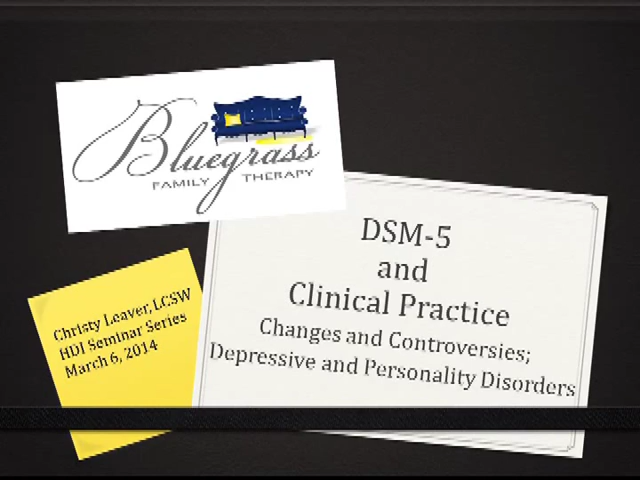 Bluegrass
FAMILY THERAPY
DSM-5
and
Clinical Practice
Changes and Controversies;
Depressive and Personality Disorders
Christy Leaver, LCSW
HDI Seminar Series
March 6, 2014